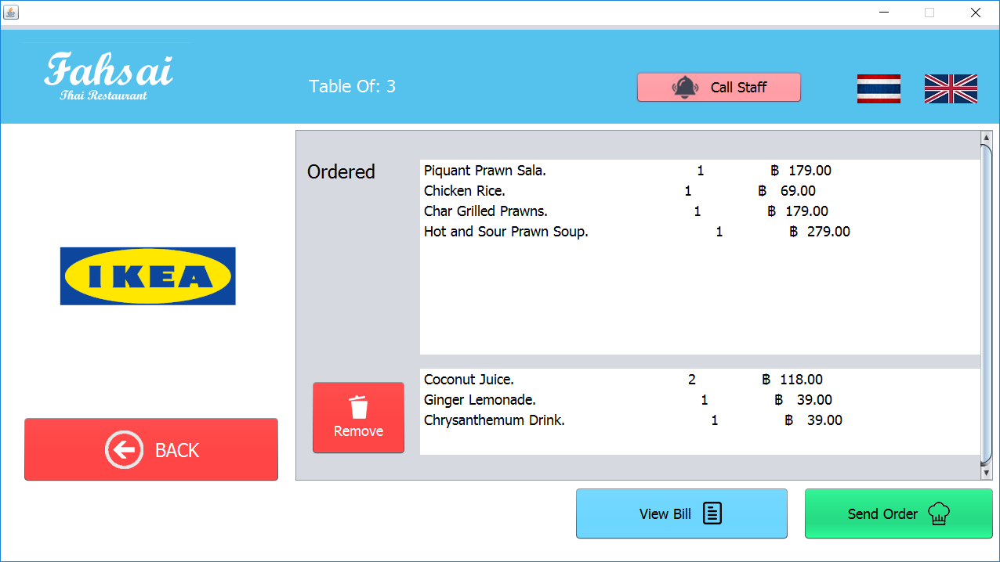 Fahsai
Thai Restaurant
Table Of: 3
Call Staff
Ordered
Piquant Prawn Sala. 1 ฿ 179.00
Chicken Rice. 1 ฿ 69.00
Char Grilled Prawns. 1 ฿ 179.00
Hot and Sour Prawn Soup. 1 ฿ 279.00
IKEA
Coconut Juice. 2 ฿ 118.00
Ginger Lemonade. 1 ฿ 39.00
Chrysanthemum Drink. 1 ฿ 39.00
Remove
BACK
View Bill
Send Order